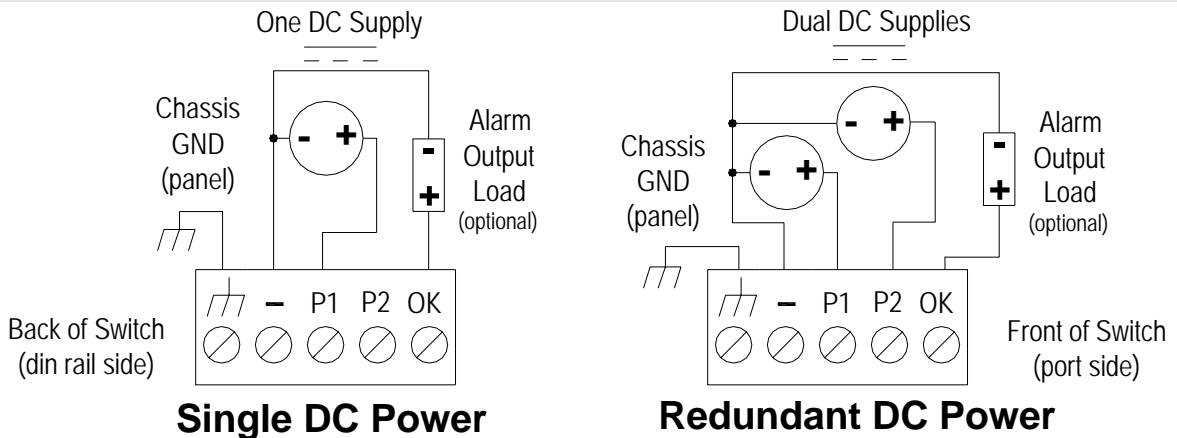 One DC Supply
Chassis
GND
(panel)
- +
Alarm
Output
Load
(optional)
-
+
– P1 P2 OK
Back of Switch
(din rail side)
Single DC Power
Dual DC Supplies
Chassis
GND
(panel)
- +
- +
Alarm
Output
Load
(optional)
-
+
– P1 P2 OK
Front of Switch
(port side)
Redundant DC Power